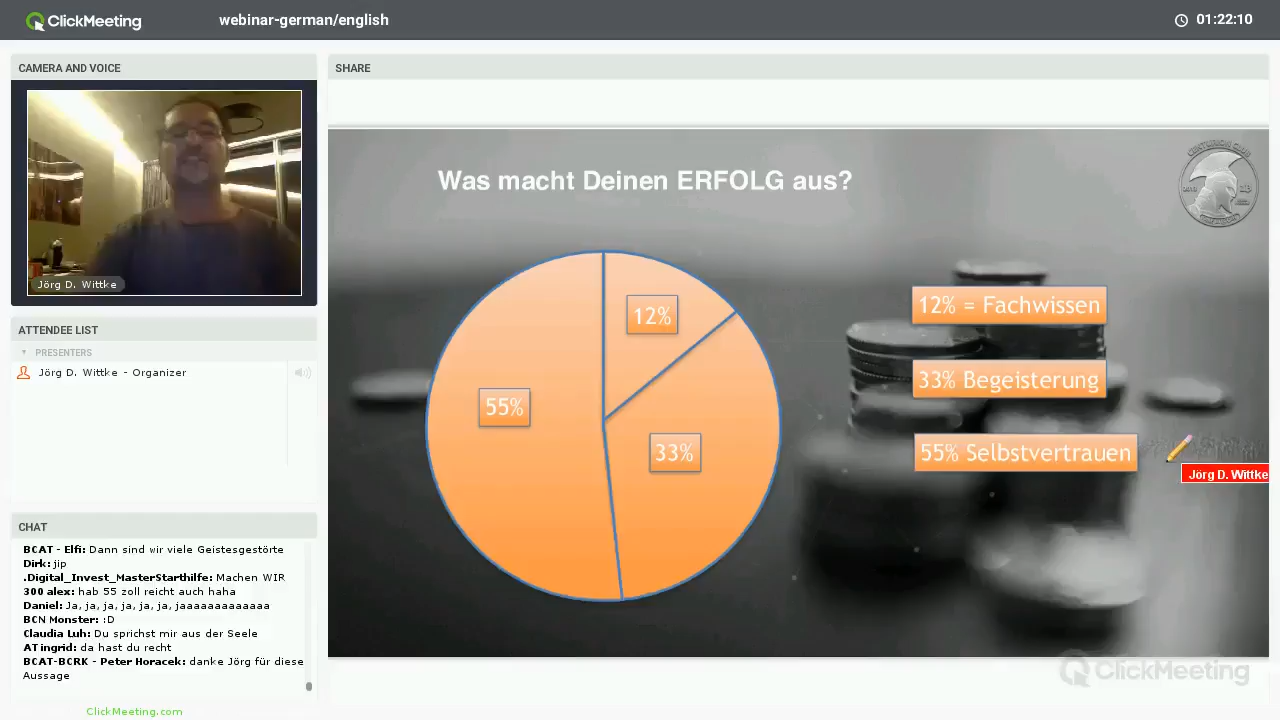 ClickMeeting
webinar-german/english
01:22:10
CAMERA AND VOICE
Jörg D. Wittke
ATTENDEE LIST
PRESENTERS
Jörg D. Wittke - Organizer
CHAT
BCAT - Elfi: Dann sind wir viele Geistesgestörte
Dirk: jip
.Digital_Invest_MasterStarthilfe: Machen WIR
300 alex: hab 55 zoll reicht auch haha
Daniel: Ja, ja, ja, ja, ja, ja, jaaaaaaaaaaaaa
BCN Monster: :D
Claudia Luh: Du sprichst mir aus der Seele
AT ingrid: da hast du recht
BCAT-BCRK - Peter Horacek: danke Jörg für diese
Aussage
ClickMeeting.com
SHARE
Was macht Deinen ERFOLG aus?
CENTURION CLUB
12%
55%
33%
12% = Fachwissen
33% Begeisterung
55% Selbstvertrauen
Jörg D. Wittke
ClickMeeting